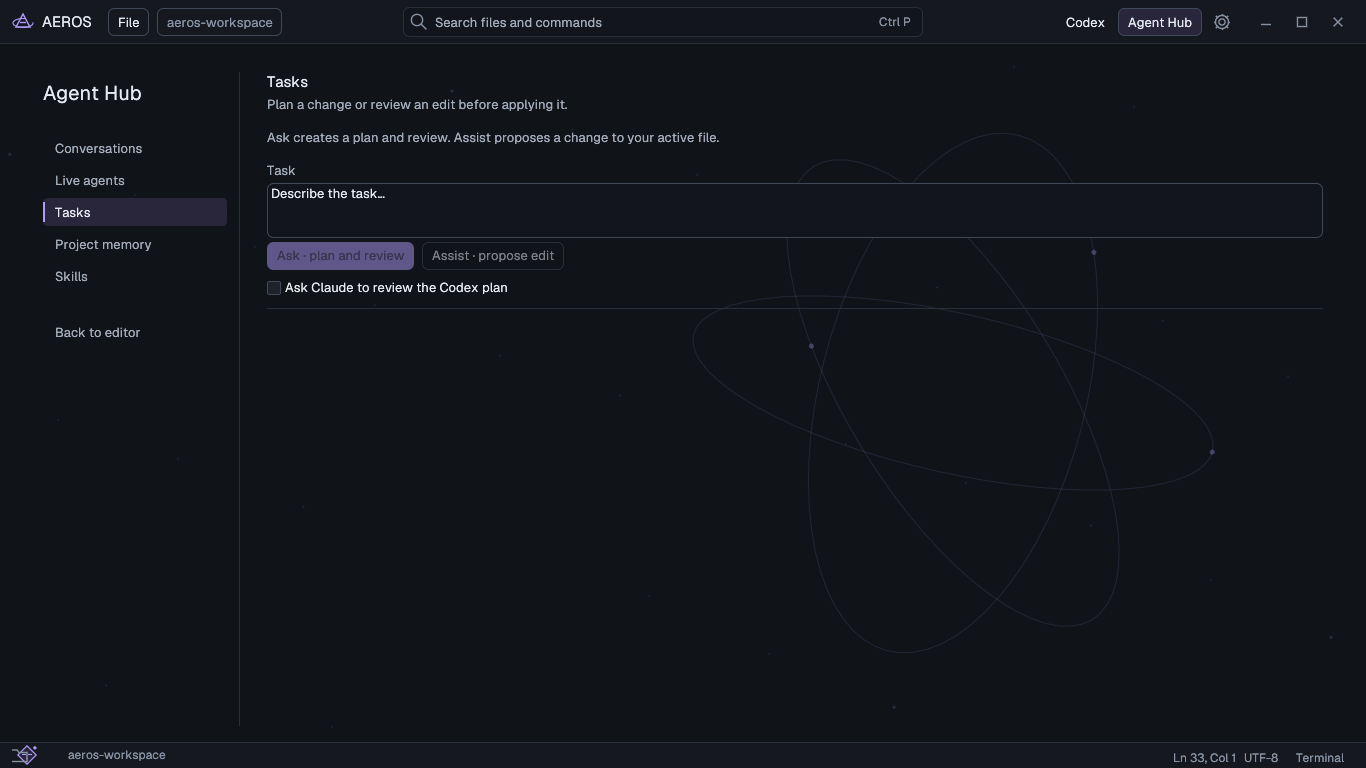 AEROS File aeros-workspace Search files and commands Ctrl P Codex Agent Hub
Agent Hub
Conversations
Live agents
Tasks
Project memory
Skills
Back to editor
Tasks
Plan a change or review an edit before applying it.
Ask creates a plan and review. Assist proposes a change to your active file.
Task
Describe the task...
Ask · plan and review Assist · propose edit
Ask Claude to review the Codex plan
aeros-workspace Ln 33, Col 1 UTF-8 Terminal